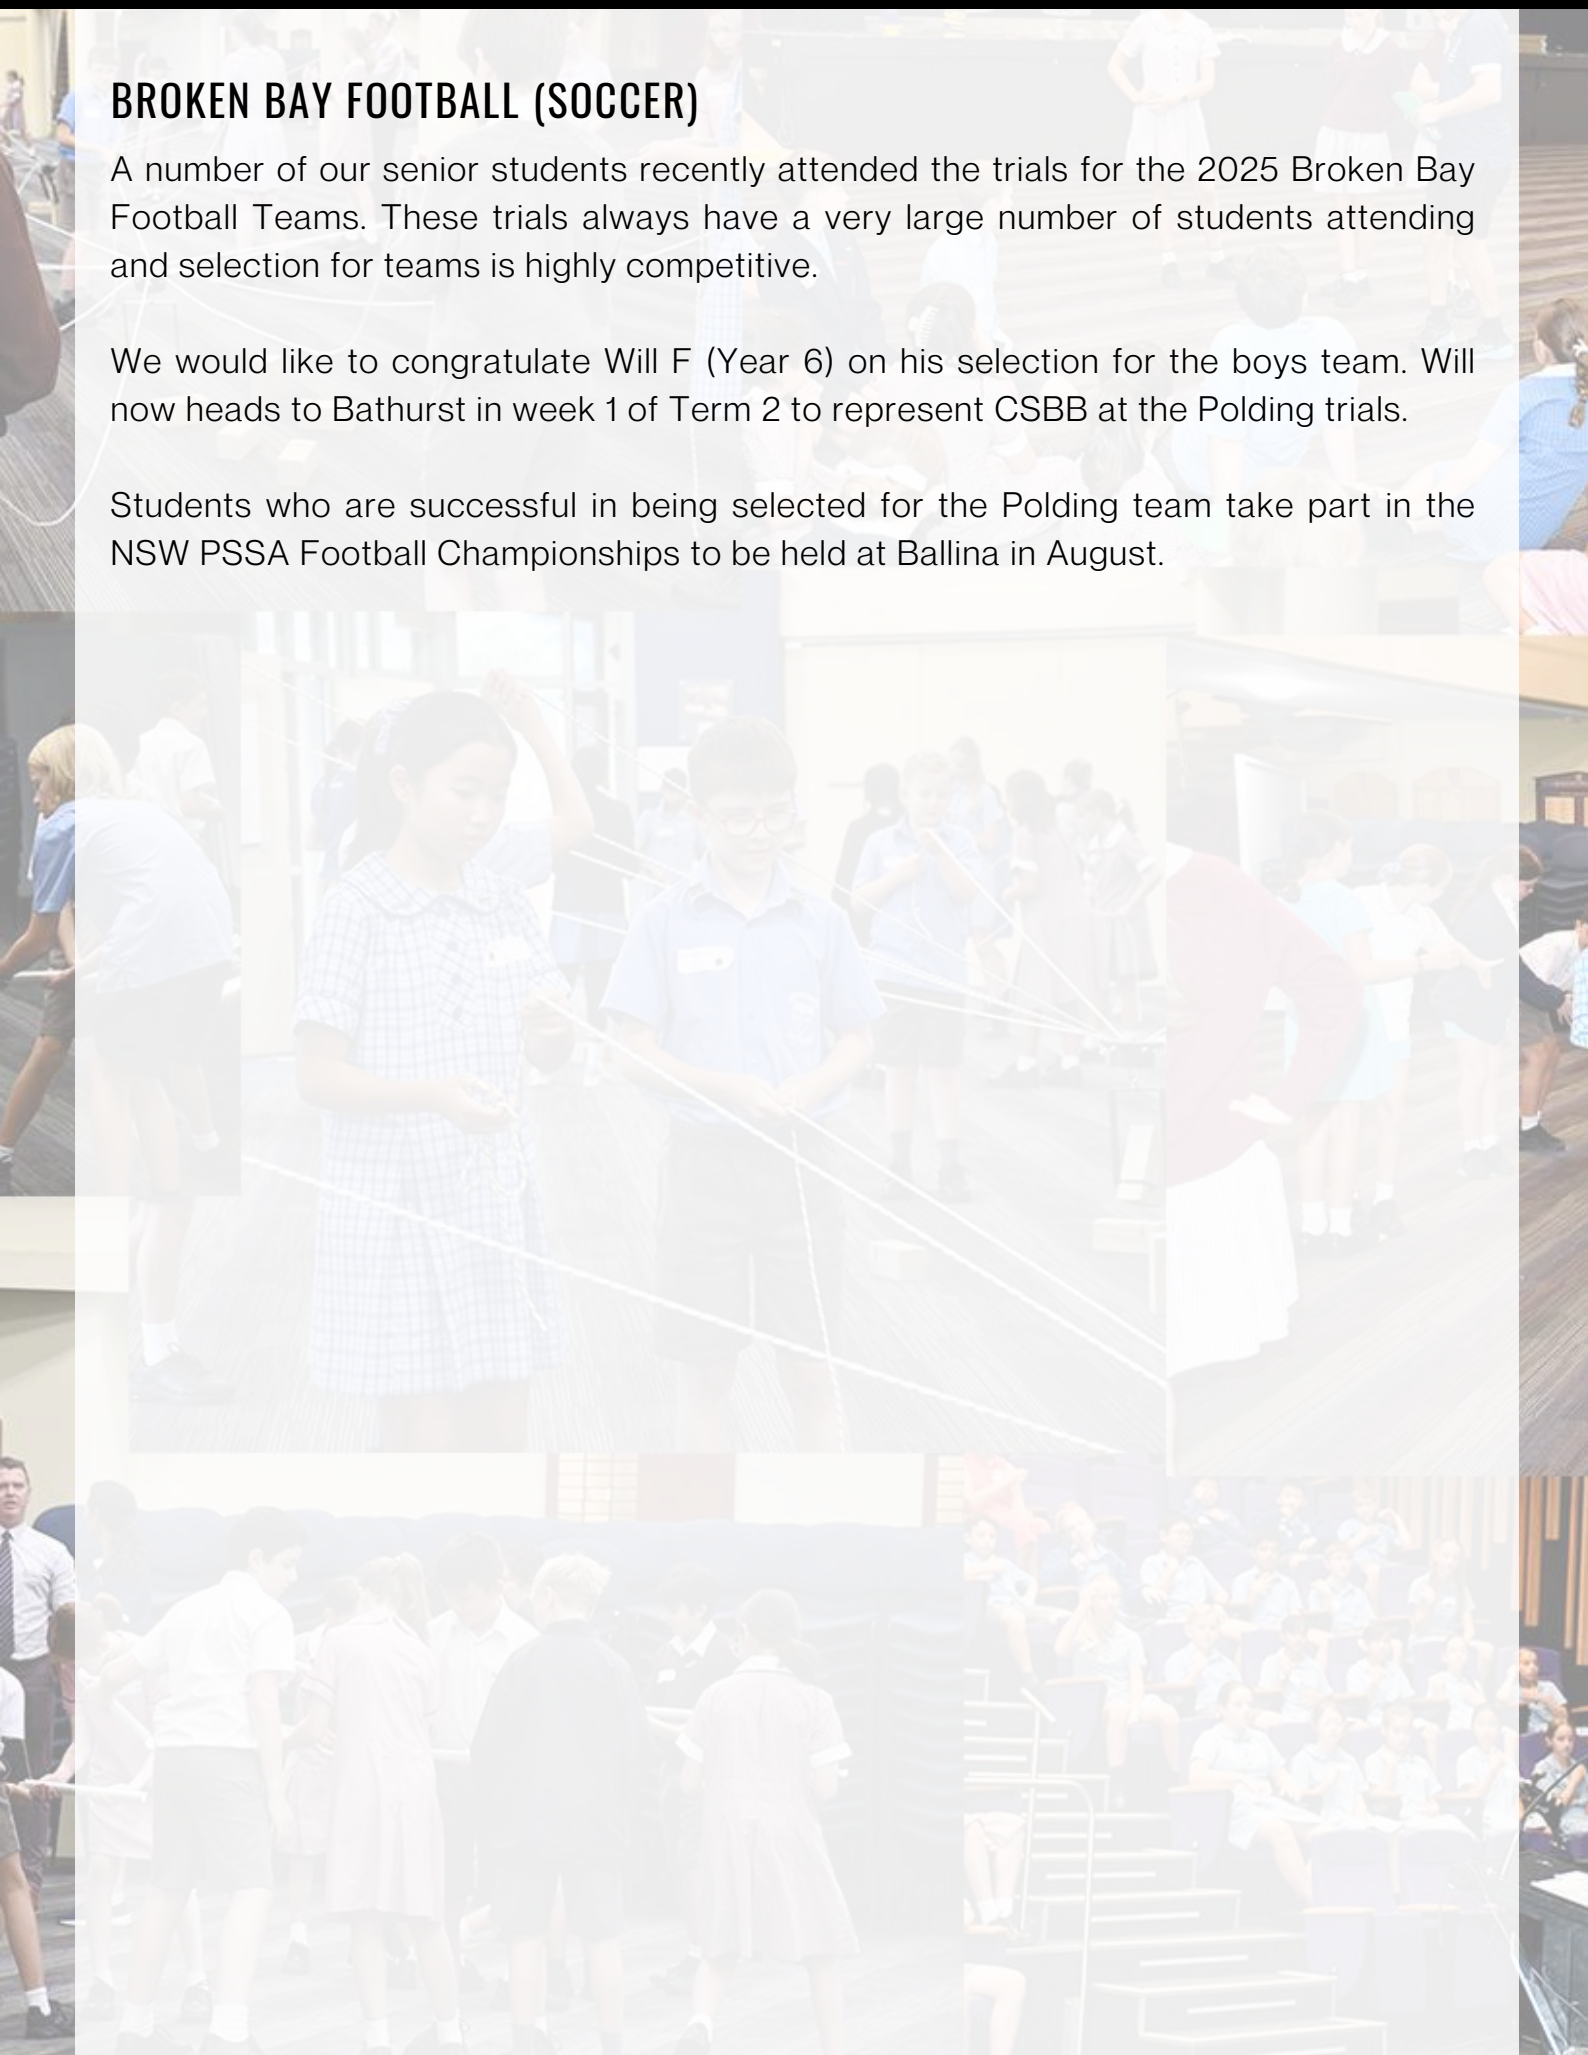 BROKEN BAY FOOTBALL (SOCCER)
A number of our senior students recently attended the trials for the 2025 Broken Bay
Football Teams. These trials always have a very large number of students attending
and selection for teams is highly competitive.
We would like to congratulate Will F (Year 6) on his selection for the boys team. Will
now heads to Bathurst in week 1 of Term 2 to represent CSBB at the Polding trials.
Students who are successful in being selected for the Polding team take part in the
NSW PSSA Football Championships to be held at Ballina in August.